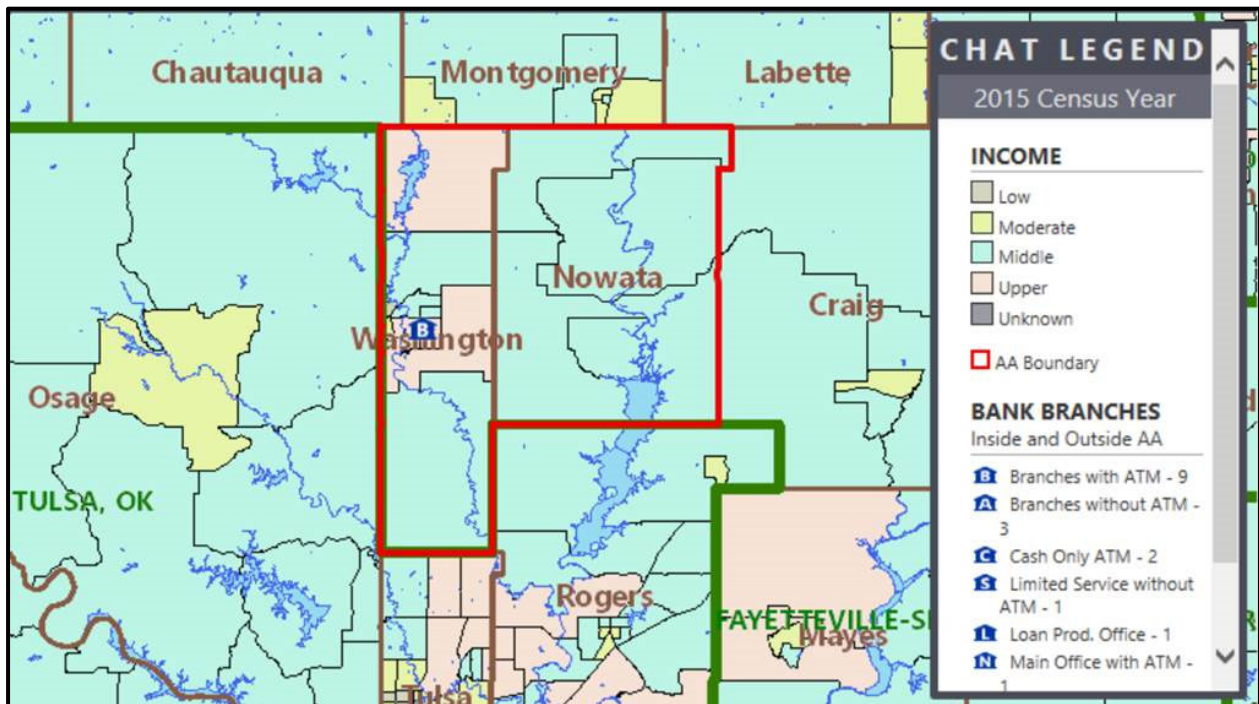 Chautauqua
Montgomery
Labette
Nowata
Craig
Washington
Osage
TULSA, OK
Rogers
FAYETTEVILLE-S
Mayes
Tulsa
CHAT LEGEND
2015 Census Year
INCOME
Low
Moderate
Middle
Upper
Unknown
AA Boundary
BANK BRANCHES
Inside and Outside AA
B Branches with ATM - 9
A Branches without ATM -
3
C Cash Only ATM - 2
S Limited Service without
ATM - 1
L Loan Prod. Office - 1
N Main Office with ATM -
1
B